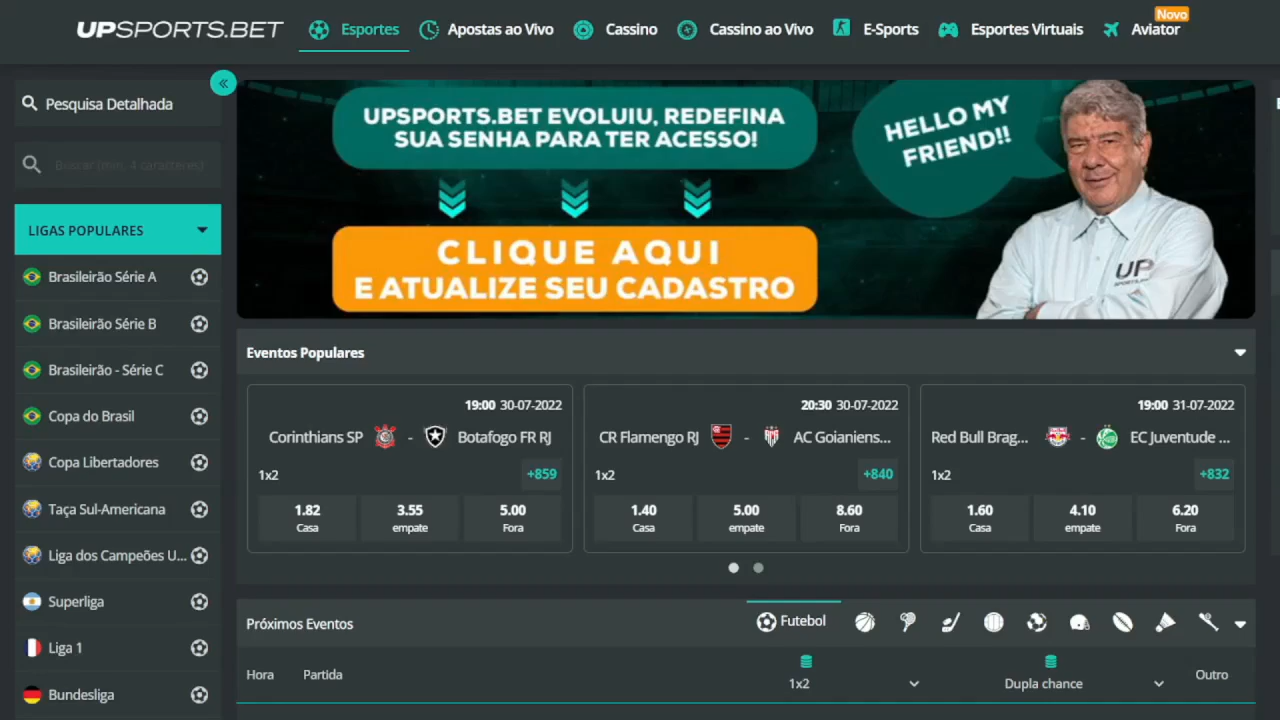 UPSPORTS.BET
Esportes
Apostas ao Vivo
Cassino
Cassino ao Vivo
E-Sports
Esportes Virtuais
Novo
Aviator
Pesquisa Detalhada
Buscar (min. 4 caracteres)
LIGAS POPULARES
Brasileirão Série A
Brasileirão Série B
Brasileirão - Série C
Copa do Brasil
Copa Libertadores
Taça Sul-Americana
Liga dos Campeões U...
Superliga
Liga 1
Bundesliga
UPSPORTS.BET EVOLUIU, REDEFINA
SUA SENHA PARA TER ACESSO!
CLIQUE AQUI
E ATUALIZE SEU CADASTRO
HELLO MY
FRIEND!!
UP
Eventos Populares
19:00 30-07-2022
Corinthians SP - Botafogo FR RJ
1x2 +859
1.82 3.55 5.00
Casa empate Fora
20:30 30-07-2022
CR Flamengo RJ - AC Goianiens...
1x2 +840
1.40 5.00 8.60
Casa empate Fora
19:00 31-07-2022
Red Bull Brag... - EC Juventude ...
1x2 +832
1.60 4.10 6.20
Casa empate Fora
Próximos Eventos
Futebol
Hora Partida 1x2 Dupla chance Outro